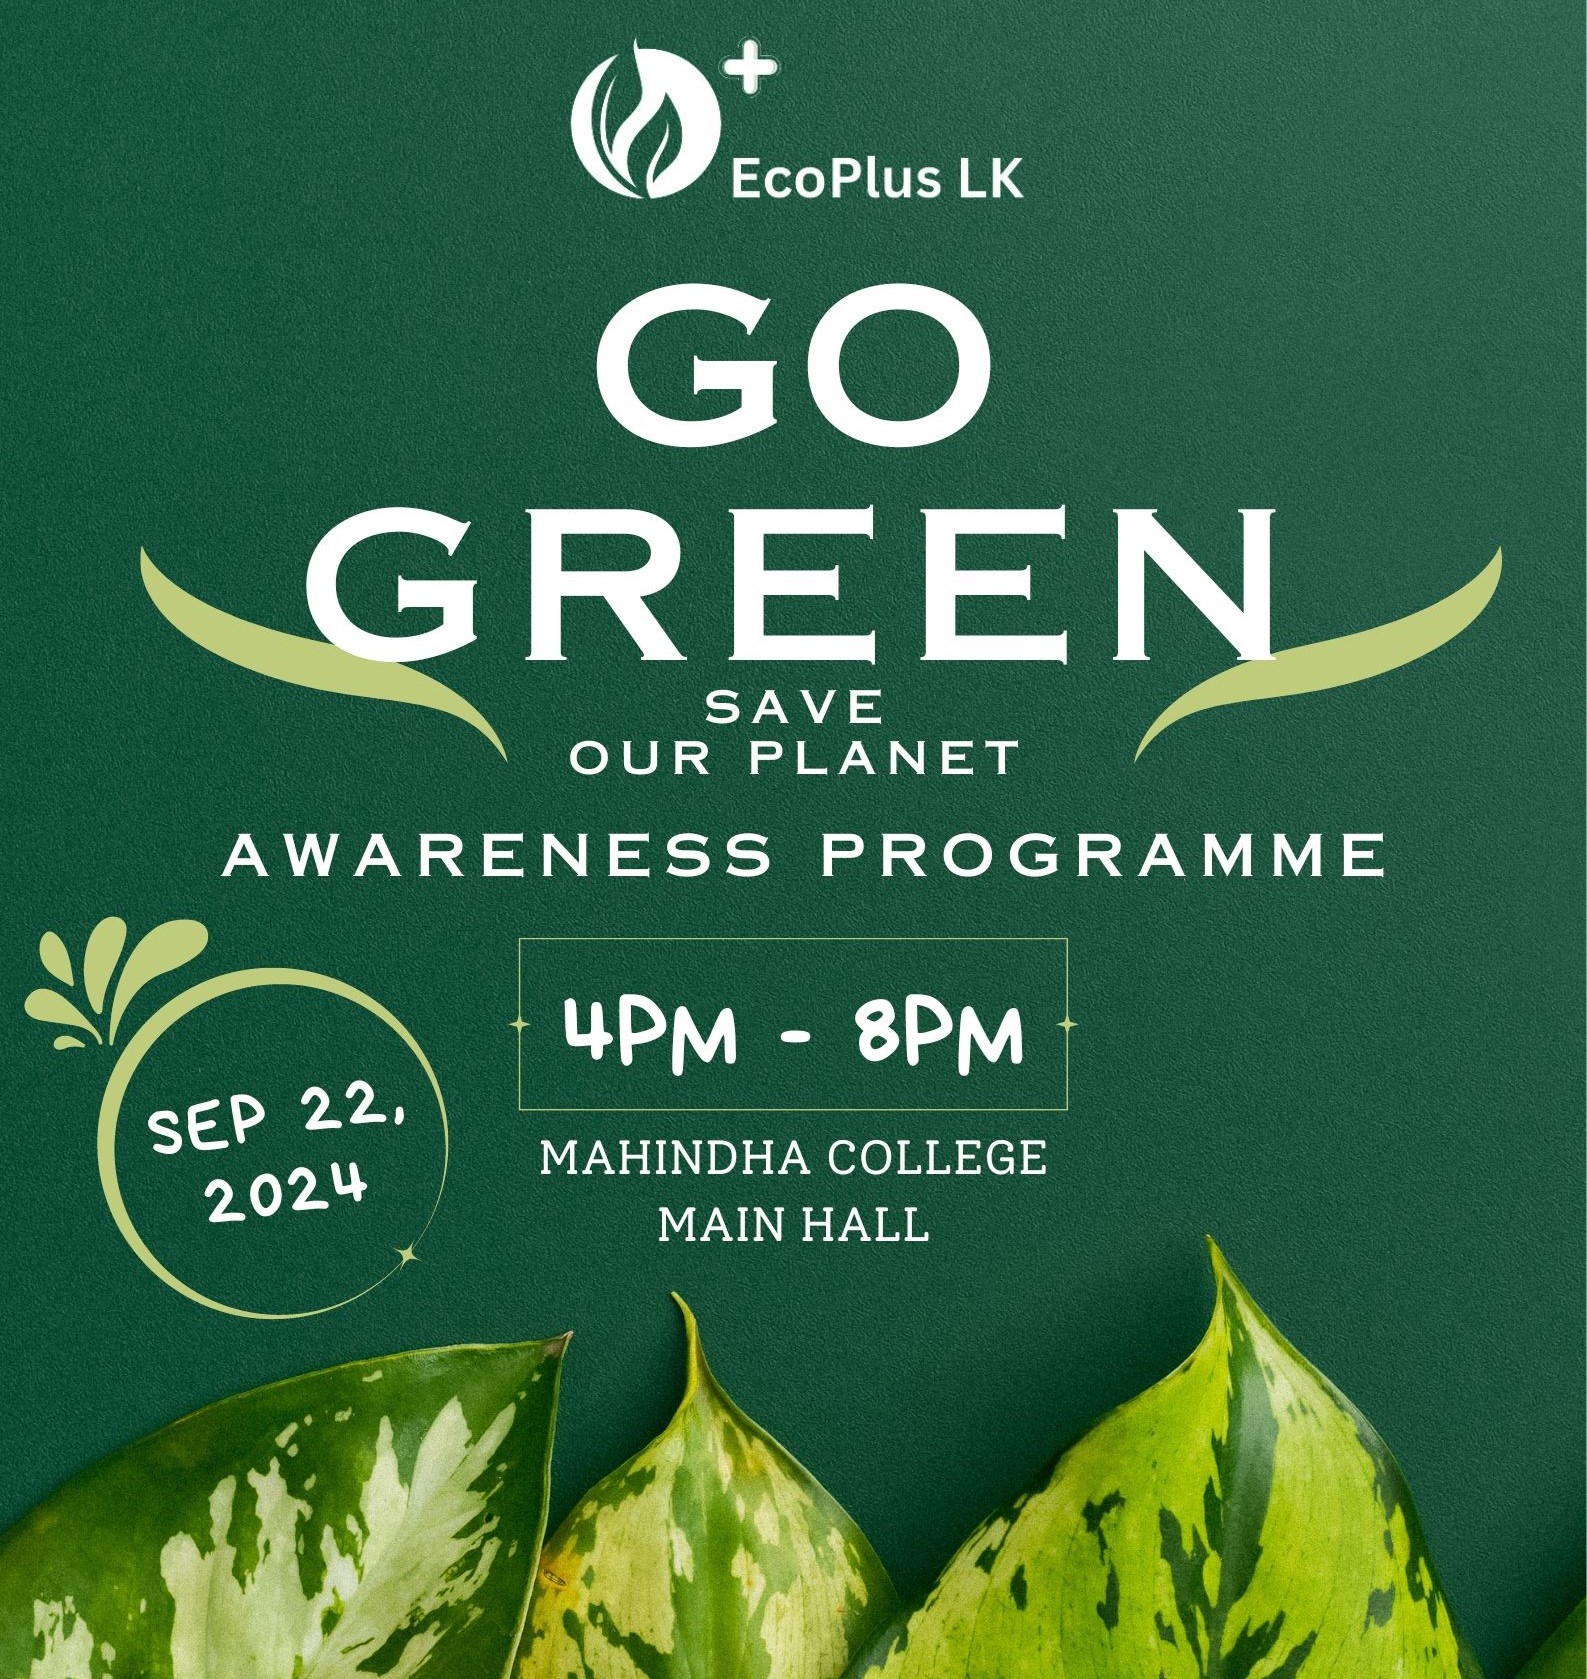 EcoPlus LK
GO
GREEN
SAVE
OUR PLANET
AWARENESS PROGRAMME
4PM - 8PM
SEP 22,
2024
MAHINDHA COLLEGE
MAIN HALL